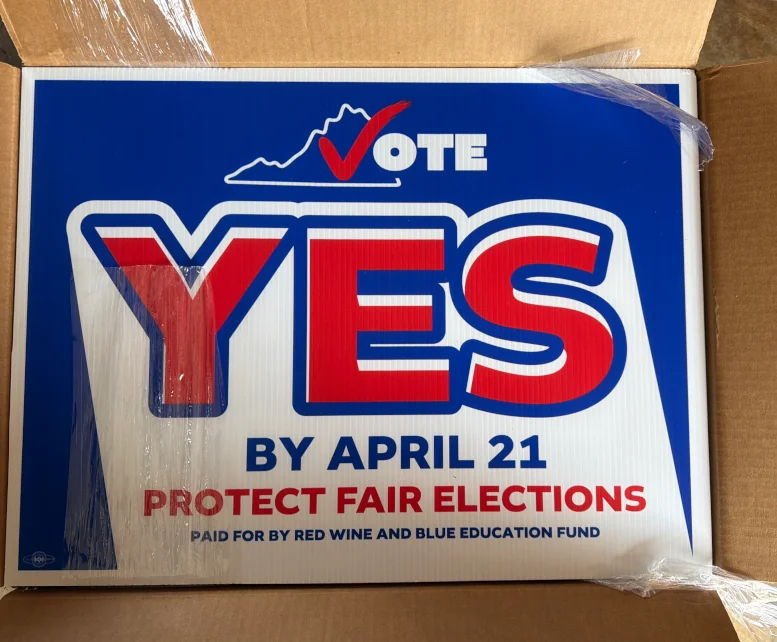 VOTE
YES
BY APRIL 21
PROTECT FAIR ELECTIONS
PAID FOR BY RED WINE AND BLUE EDUCATION FUND